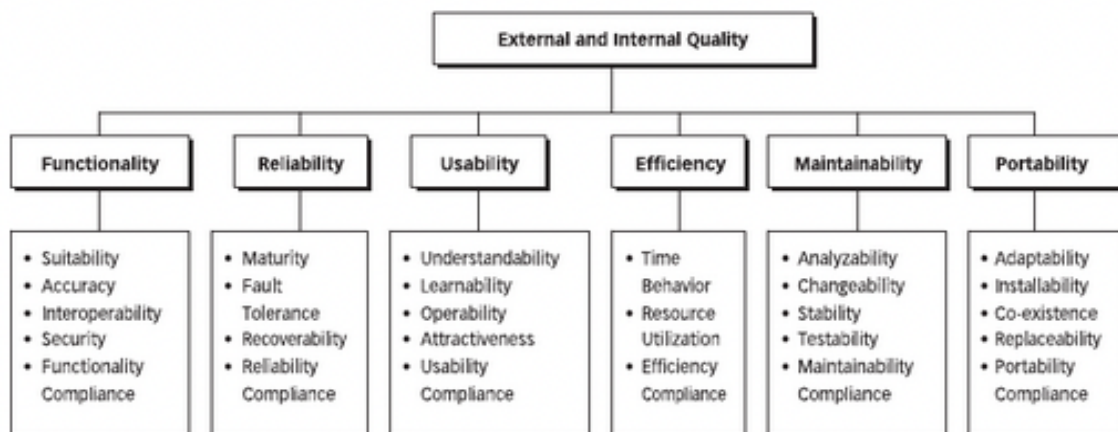 External and Internal Quality
Functionality
Reliability
Usability
Efficiency
Maintainability
Portability
• Suitability
• Accuracy
• Interoperability
• Security
• Functionality
Compliance
• Maturity
• Fault
Tolerance
• Recoverability
• Reliability
Compliance
• Understandability
• Learnability
• Operability
• Attractiveness
• Usability
Compliance
• Time
Behavior
• Resource
Utilization
• Efficiency
Compliance
• Analyzability
• Changeability
• Stability
• Testability
• Maintainability
Compliance
• Adaptability
• Installability
• Co-existence
• Replaceability
• Portability
Compliance